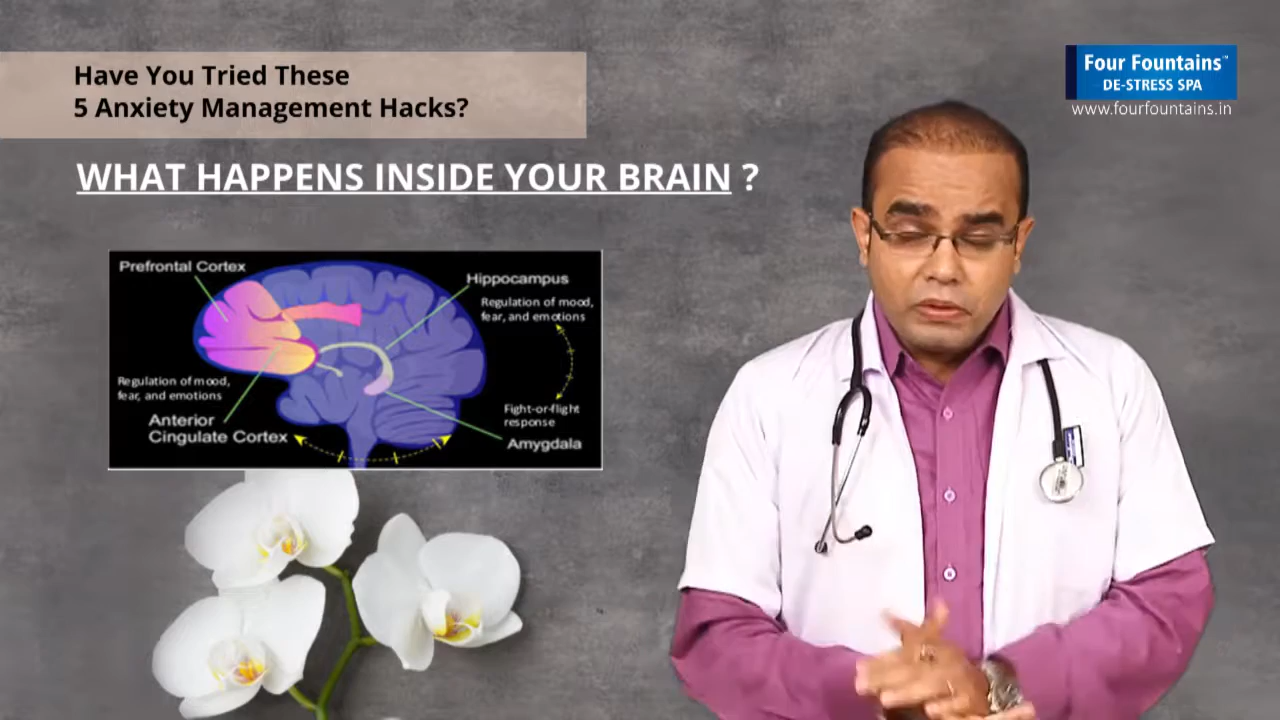 Have You Tried These
5 Anxiety Management Hacks?
Four Fountains™
DE-STRESS SPA
www.fourfountains.in
WHAT HAPPENS INSIDE YOUR BRAIN ?
Prefrontal Cortex
Hippocampus
Regulation of mood,
fear, and emotions
Regulation of mood,
fear, and emotions
Anterior
Cingulate Cortex
Fight-or-flight
response
Amygdala